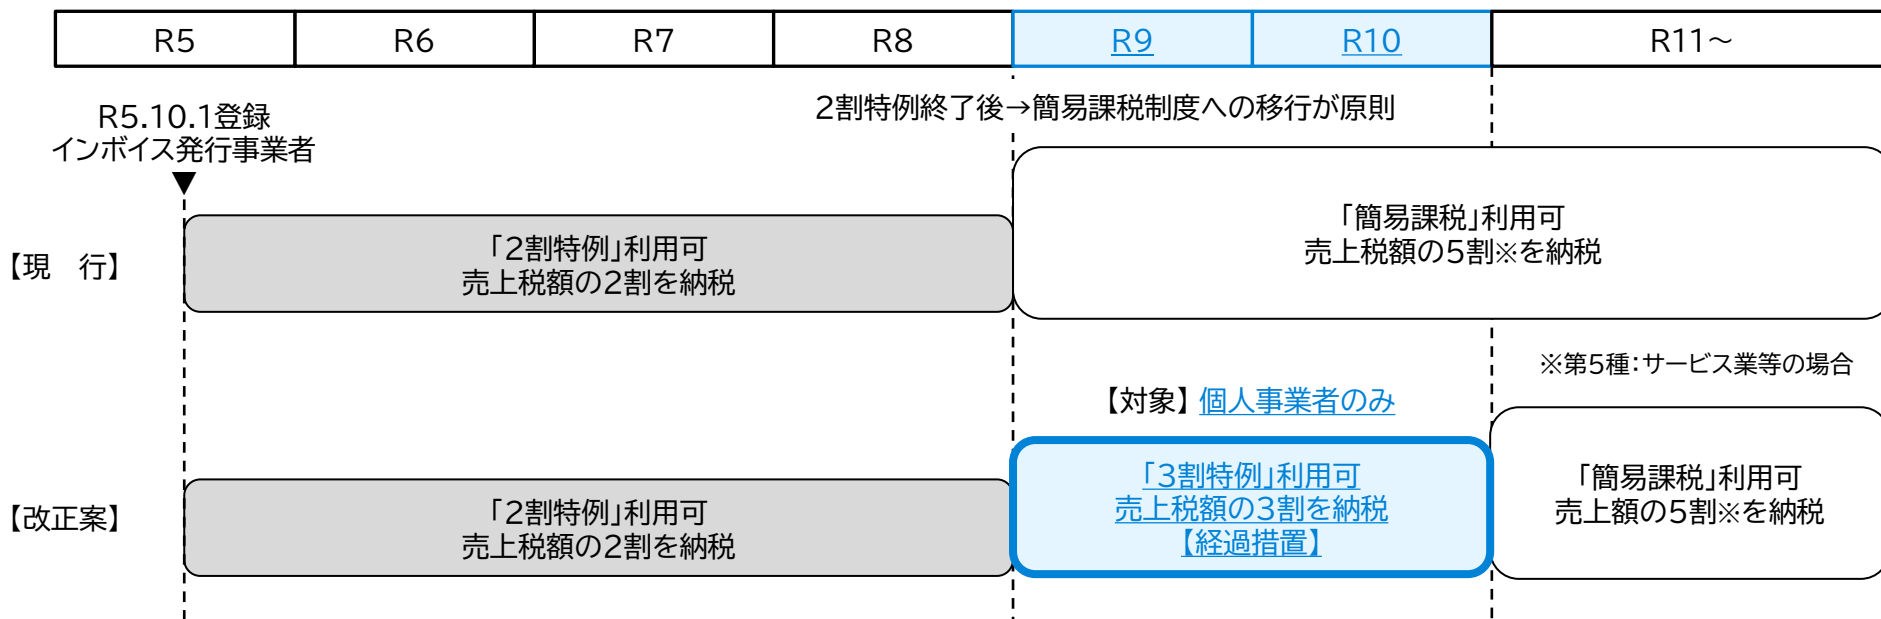 R5 R6 R7 R8 R9 R10 R11～
R5.10.1登録
インボイス発行事業者
2割特例終了後→簡易課税制度への移行が原則
【現　行】
「2割特例」利用可
売上税額の2割を納税
「簡易課税」利用可
売上税額の5割※を納税
※第5種：サービス業等の場合
【対象】個人事業者のみ
【改正案】
「2割特例」利用可
売上税額の2割を納税
「3割特例」利用可
売上税額の3割を納税
【経過措置】
「簡易課税」利用可
売上額の5割※を納税